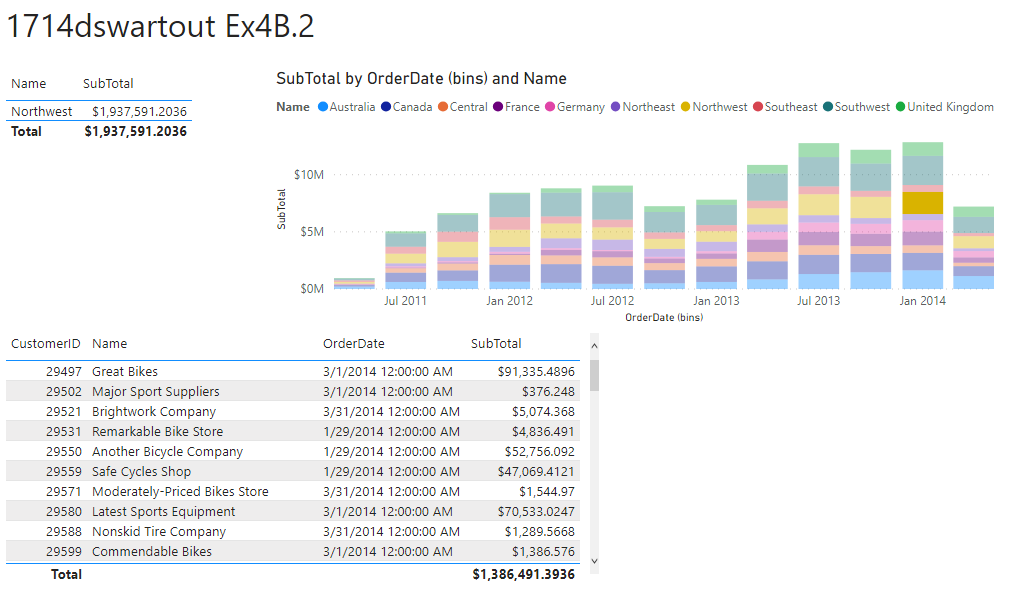 1714dswartout Ex4B.2
Name SubTotal
Northwest $1,937,591.2036
Total $1,937,591.2036
SubTotal by OrderDate (bins) and Name
Name Australia Canada Central France Germany Northeast Northwest Southeast Southwest United Kingdom
SubTotal
$10M
$5M
$0M
Jul 2011 Jan 2012 Jul 2012 Jan 2013 Jul 2013 Jan 2014
OrderDate (bins)
CustomerID Name OrderDate SubTotal
29497 Great Bikes 3/1/2014 12:00:00 AM $91,335.4896
29502 Major Sport Suppliers 3/1/2014 12:00:00 AM $376.248
29521 Brightwork Company 3/31/2014 12:00:00 AM $5,074.368
29531 Remarkable Bike Store 1/29/2014 12:00:00 AM $4,836.491
29550 Another Bicycle Company 1/29/2014 12:00:00 AM $52,756.092
29559 Safe Cycles Shop 1/29/2014 12:00:00 AM $47,069.4121
29571 Moderately-Priced Bikes Store 3/31/2014 12:00:00 AM $1,544.97
29580 Latest Sports Equipment 3/1/2014 12:00:00 AM $70,533.0247
29588 Nonskid Tire Company 3/31/2014 12:00:00 AM $1,289.5668
29599 Commendable Bikes 3/1/2014 12:00:00 AM $1,386.576
Total $1,386,491.3936